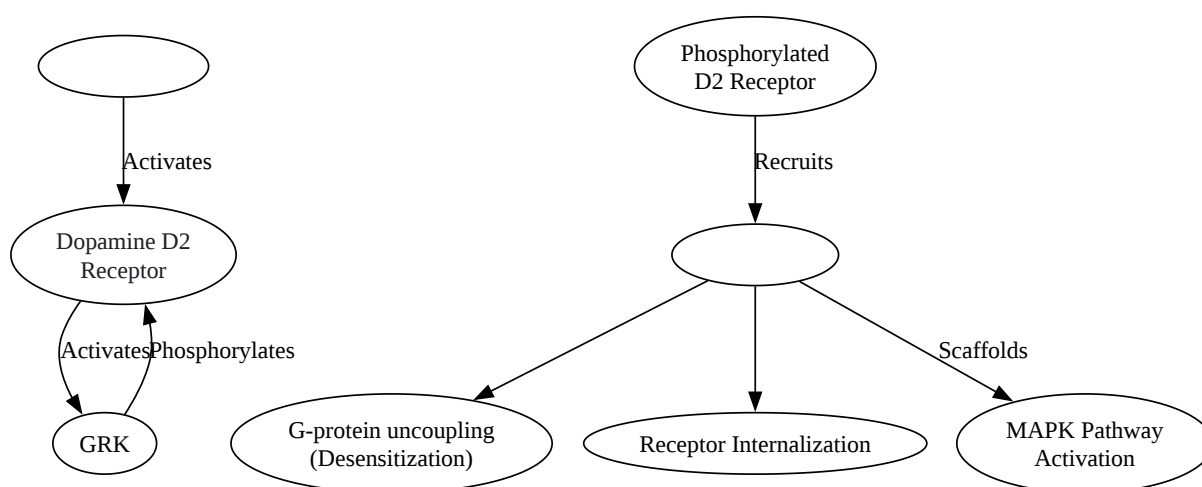 Phosphorylated
D2 Receptor
Activates
Recruits
Dopamine D2
Receptor
Activates
Phosphorylates
Scaffolds
GRK
G-protein uncoupling
(Desensitization)
Receptor Internalization
MAPK Pathway
Activation